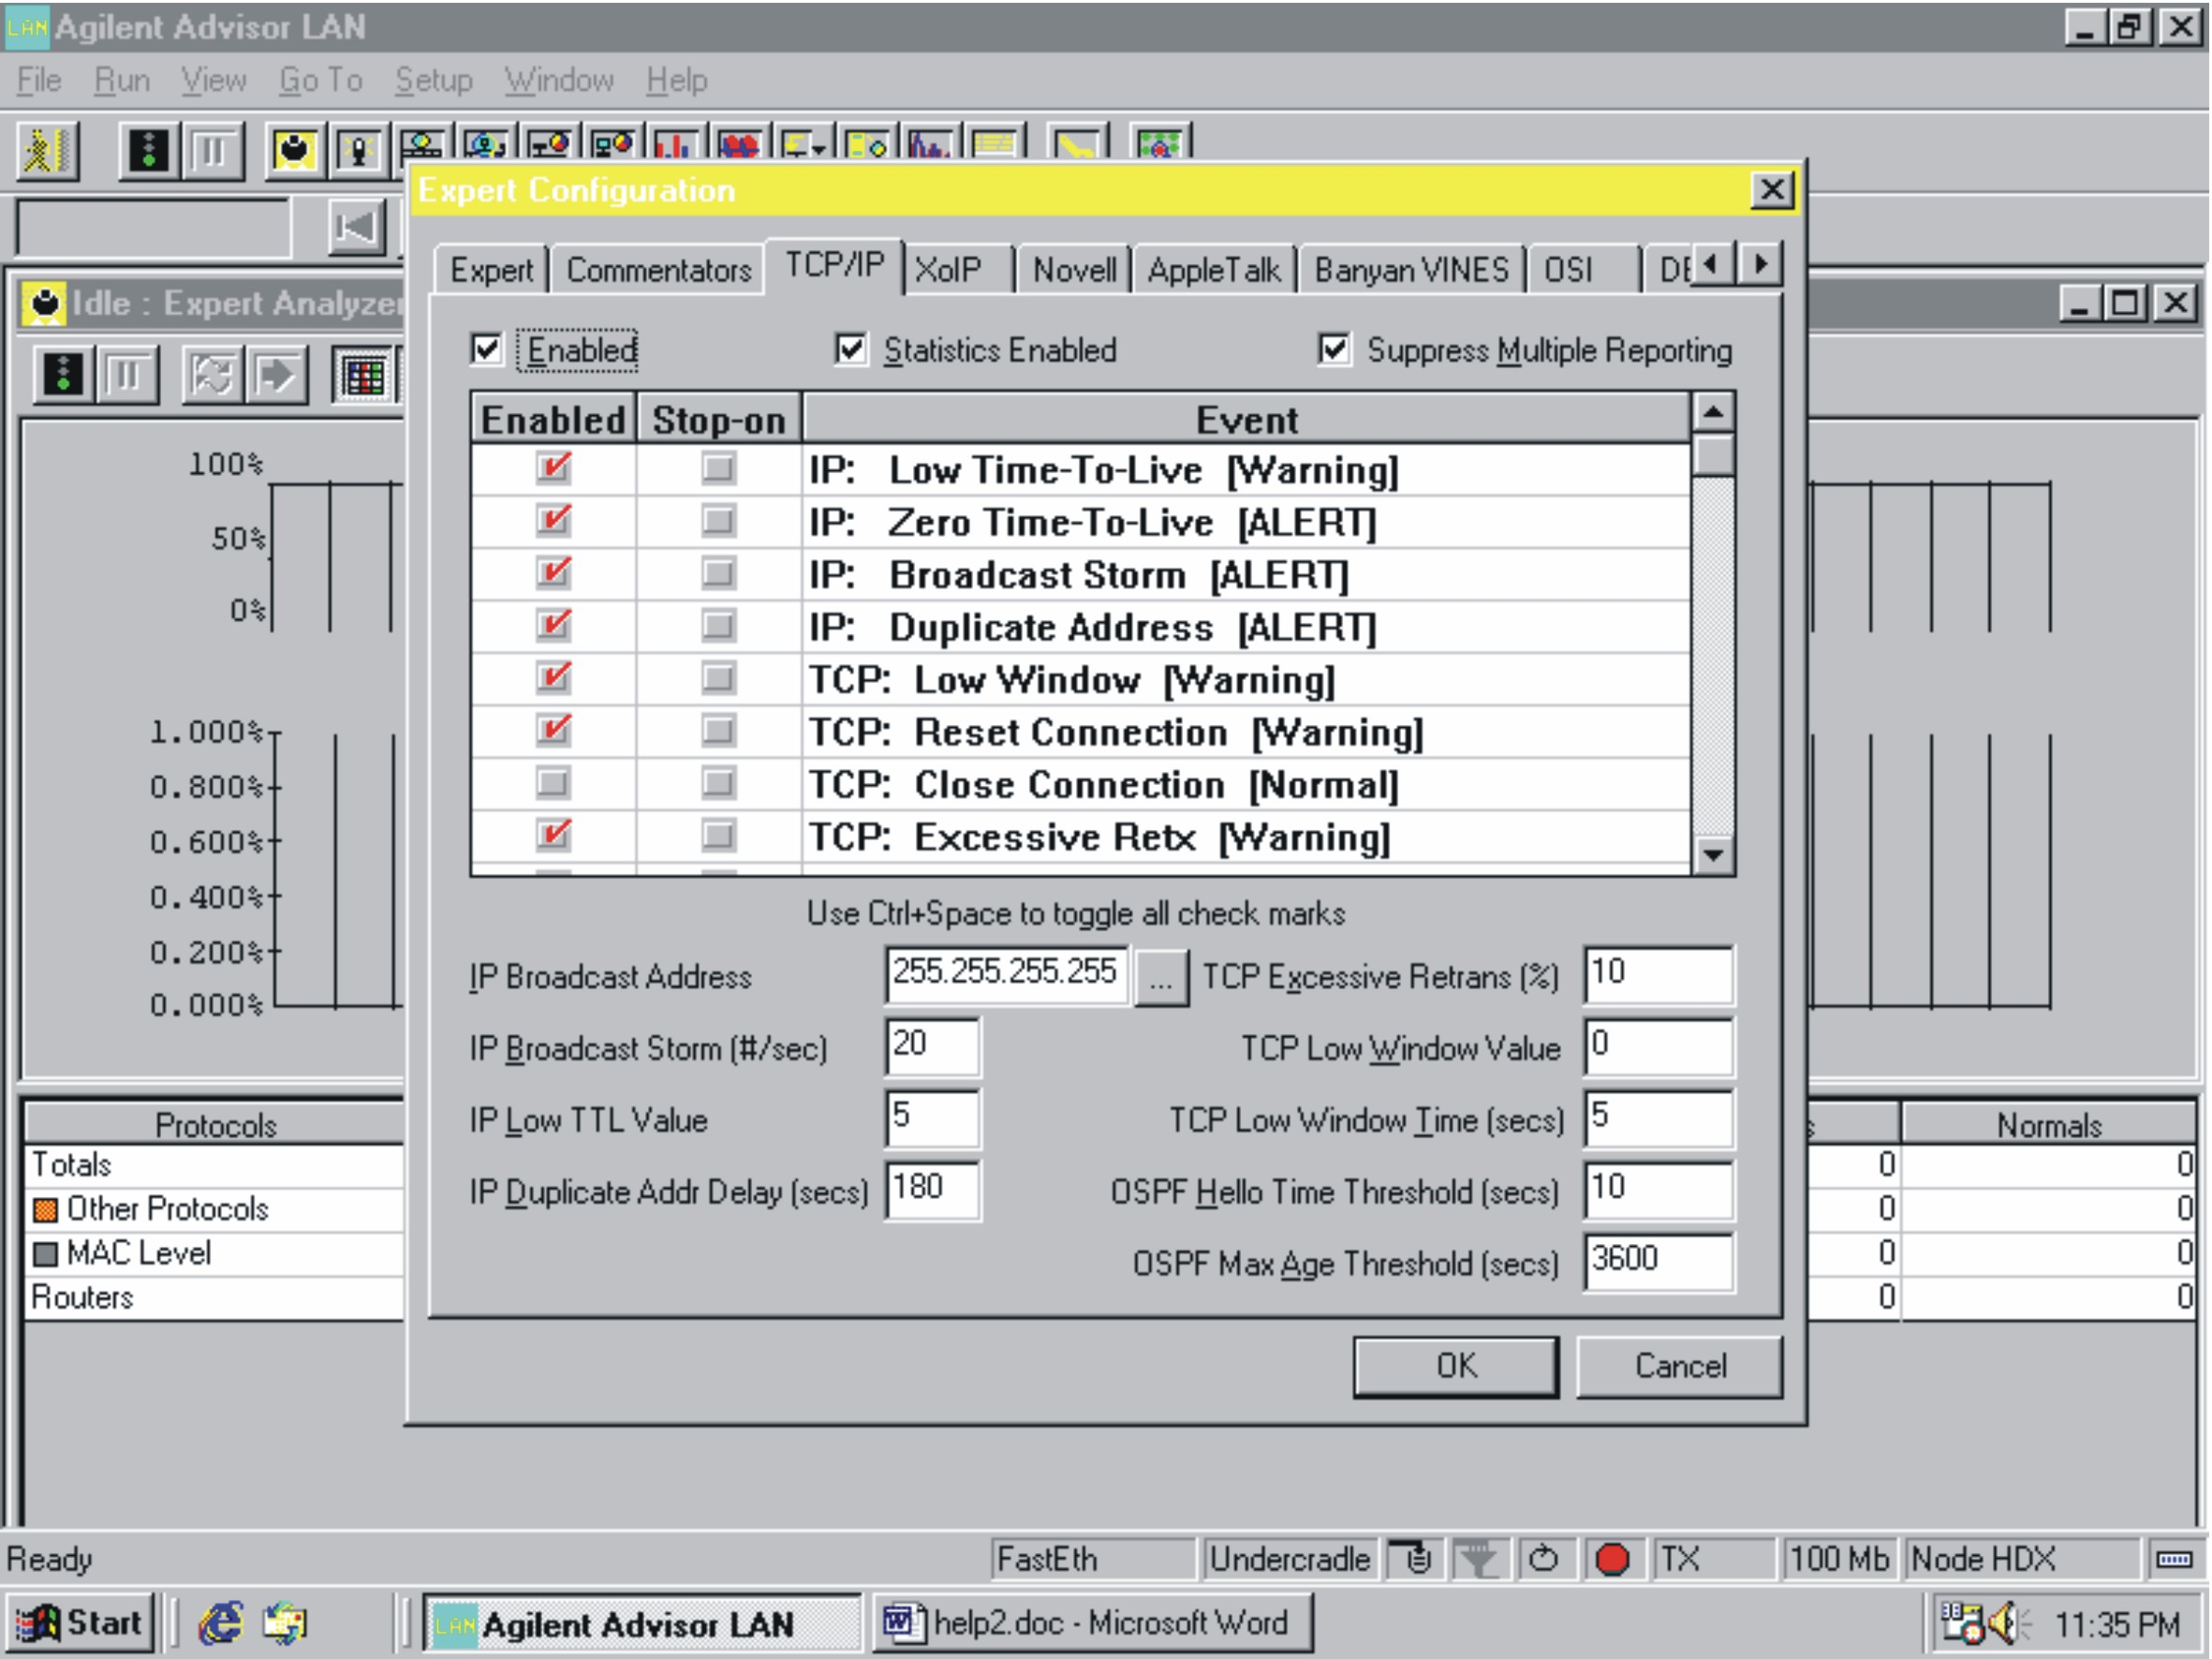 LAN Agilent Advisor LAN
File Run View Go To Setup Window Help
Expert Configuration
Expert Commentators TCP/IP XoIP Novell AppleTalk Banyan VINES OSI
Idle : Expert Analyzer
Enabled Statistics Enabled Suppress Multiple Reporting
Enabled Stop-on Event
IP: Low Time-To-Live [Warning]
IP: Zero Time-To-Live [ALERT]
IP: Broadcast Storm [ALERT]
IP: Duplicate Address [ALERT]
TCP: Low Window [Warning]
TCP: Reset Connection [Warning]
TCP: Close Connection [Normal]
TCP: Excessive Retx [Warning]
Use Ctrl+Space to toggle all check marks
IP Broadcast Address 255.255.255.255 ... TCP Excessive Retrans (%) 10
IP Broadcast Storm (#/sec) 20 TCP Low Window Value 0
IP Low TTL Value 5 TCP Low Window Time (secs) 5
IP Duplicate Addr Delay (secs) 180 OSPF Hello Time Threshold (secs) 10
OSPF Max Age Threshold (secs) 3600
OK Cancel
100%
50%
0%
1.000%
0.800%
0.600%
0.400%
0.200%
0.000%
Protocols s Normals
Totals 0 0
Other Protocols 0 0
MAC Level 0 0
Routers 0 0
Ready FastEth Undercradle TX 100 Mb Node HDX
Start LAN Agilent Advisor LAN help2.doc - Microsoft Word 11:35 PM